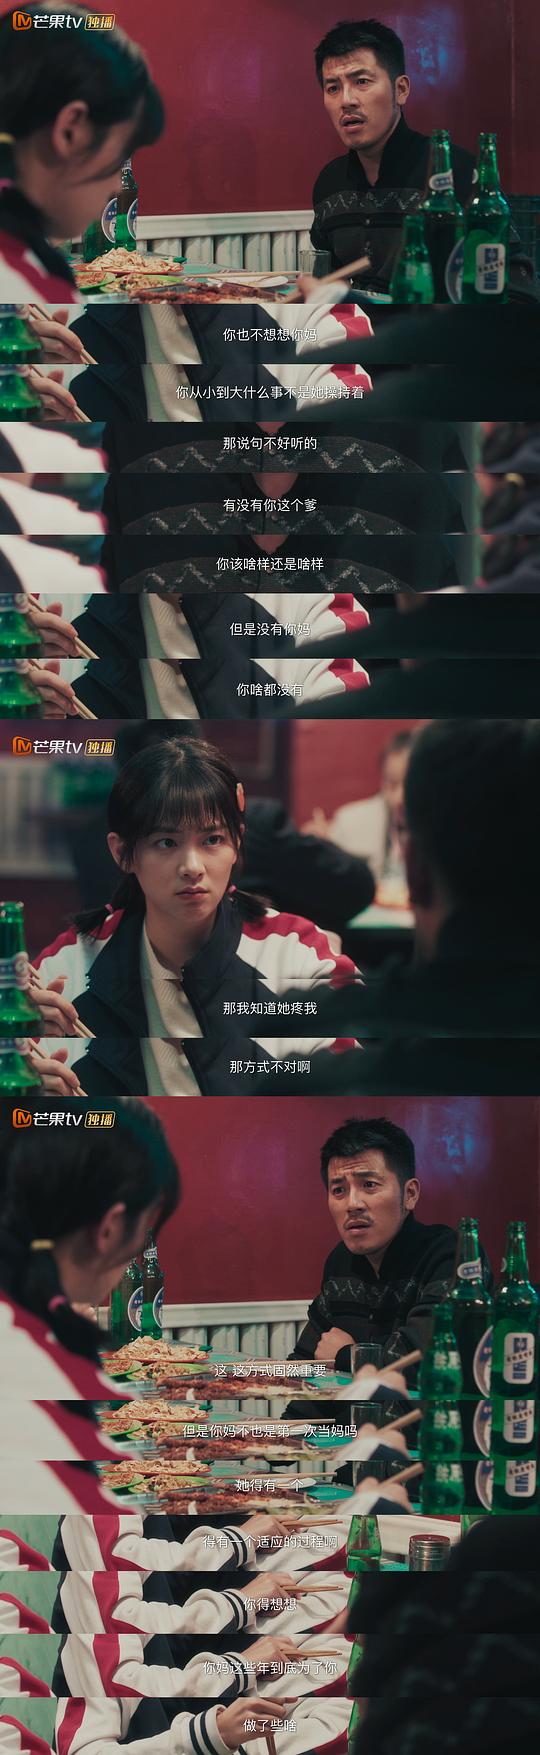 芒果tv 独播
你也不想想你妈
你从小到大什么事不是她操持着
那说句不好听的
有没有你这个爹
你该啥样还是啥样
但是没有你妈
你啥都没有
芒果tv 独播
那我知道她疼我
那方式不对啊
芒果tv 独播
这 这方式固然重要
但是你妈不也是第一次当妈吗
她得有一个
得有一个适应的过程啊
你得想想
你妈这些年到底为了你
做了些啥